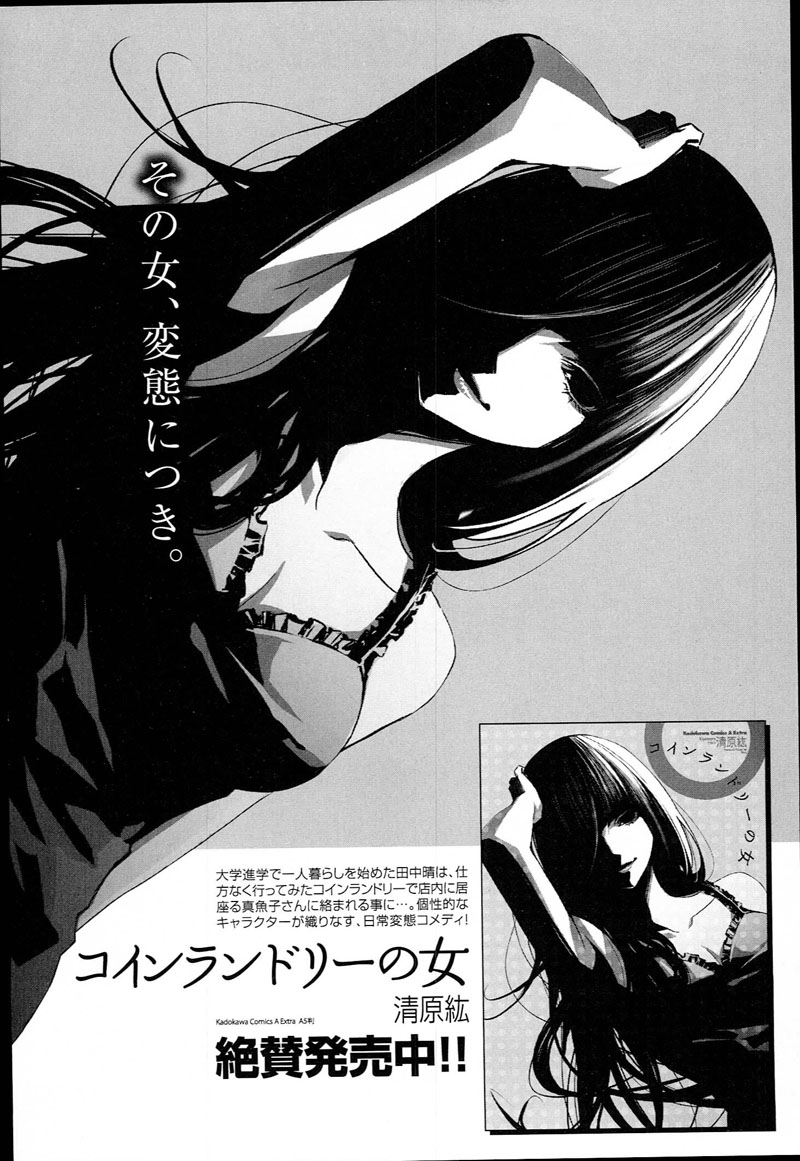 その女、変態につき。
Kadokawa Comics A Extra
清原紘
コインランドリーの女
大学進学で一人暮らしを始めた田中晴は、仕
方なく行ってみたコインランドリーで店内に居
座る真魚子さんに絡まれる事に…。個性的な
キャラクターが織りなす、日常変態コメディ!
コインランドリーの女
清原紘
Kadokawa Comics A Extra A5判
絶賛発売中!!